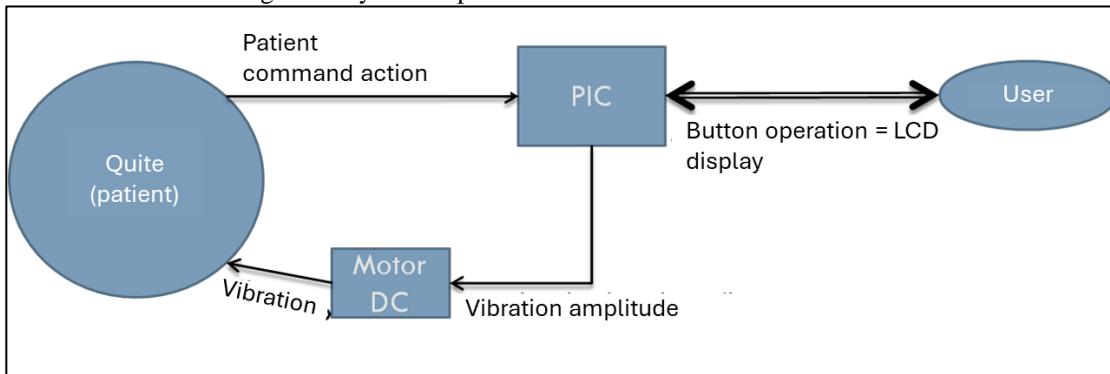 Patient
command action
PIC
User
Button operation = LCD
display
Quite
(patient)
Motor
DC
Vibration
Vibration amplitude